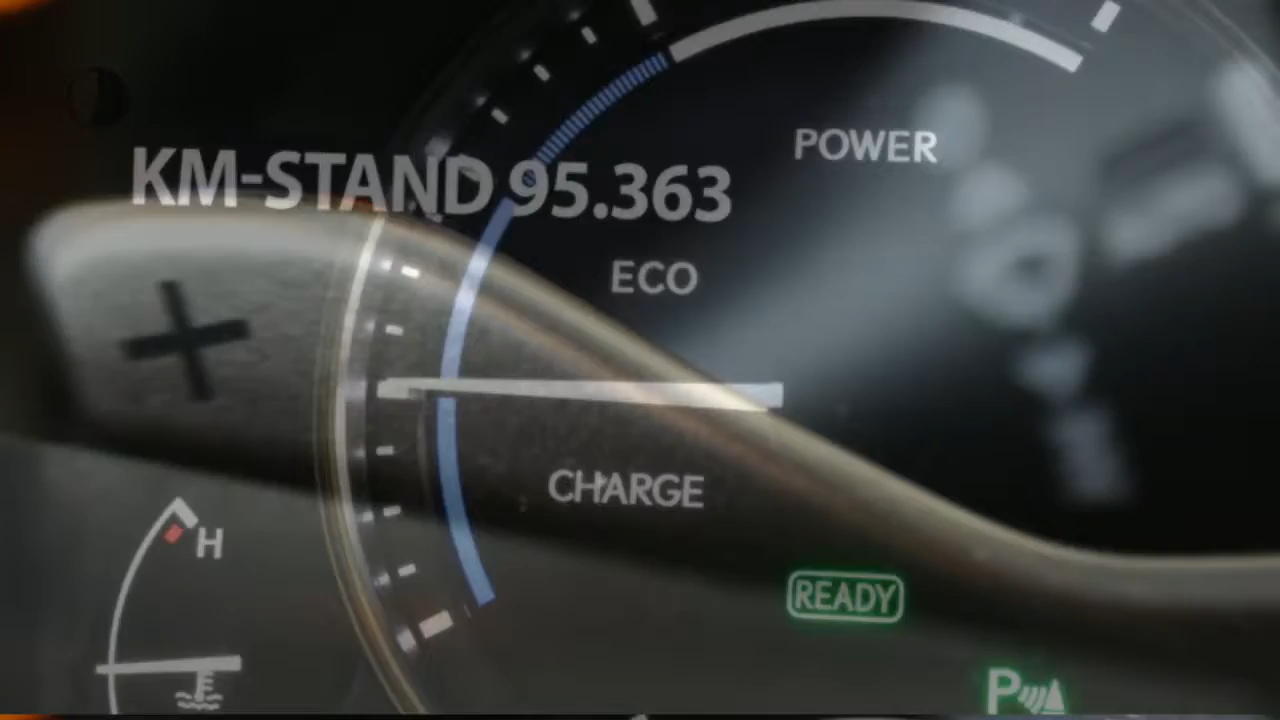 POWER
KM-STAND 95.363
ECO
CHARGE
H
READY
P